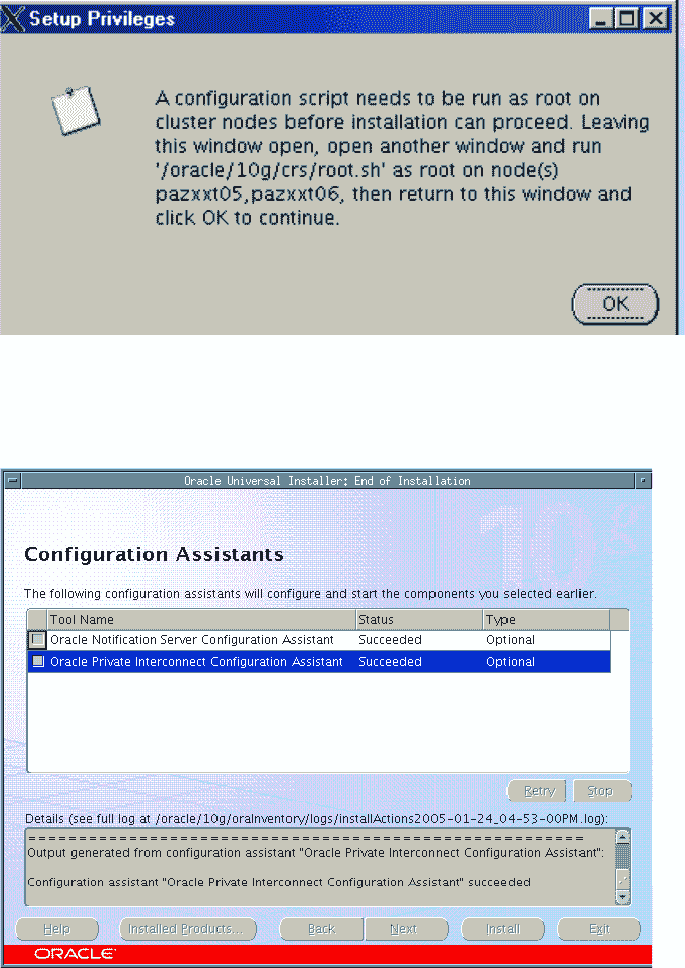 Setup Privileges
A configuration script needs to be run as root on
cluster nodes before installation can proceed. Leaving
this window open, open another window and run
'/oracle/10g/crs/root.sh' as root on node(s)
pazxxt05,pazxxt06, then return to this window and
click OK to continue.
OK
Oracle Universal Installer: End of Installation
10g
Configuration Assistants
The following configuration assistants will configure and start the components you selected earlier.
Tool Name Status Type
Oracle Notification Server Configuration Assistant Succeeded Optional
Oracle Private Interconnect Configuration Assistant Succeeded Optional
Retry Stop
Details (see full log at /oracle/10g/oraInventory/logs/installActions2005-01-24_04-53-00PM.log):
==========================================================
Output generated from configuration assistant "Oracle Private Interconnect Configuration Assistant":
Configuration assistant "Oracle Private Interconnect Configuration Assistant" succeeded
Help Installed Products... Back Next Install Exit
ORACLE